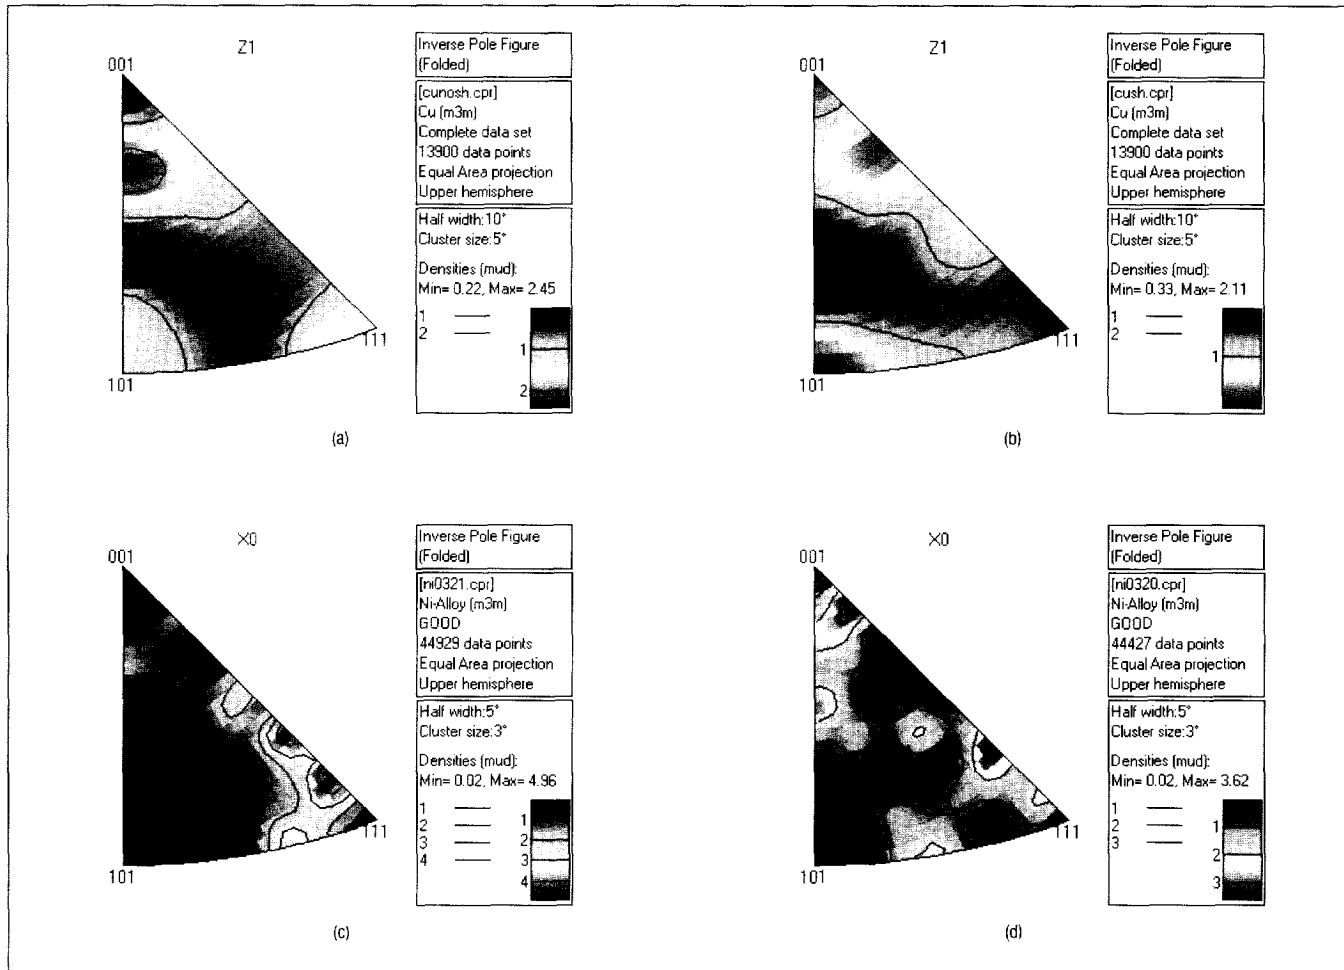 Z1
001
101
111
Inverse Pole Figure
(Folded)
[cunosh.cpr]
Cu (m3m)
Complete data set
13900 data points
Equal Area projection
Upper hemisphere
Half width:10°
Cluster size:5°
Densities (mud):
Min= 0.22, Max= 2.45
1
2
1
2
(a)
Z1
001
101
111
Inverse Pole Figure
(Folded)
[cush.cpr]
Cu (m3m)
Complete data set
13900 data points
Equal Area projection
Upper hemisphere
Half width:10°
Cluster size:5°
Densities (mud):
Min= 0.33, Max= 2.11
1
2
1
(b)
X0
001
101
111
Inverse Pole Figure
(Folded)
[ni0321.cpr]
Ni-Alloy (m3m)
GOOD
44929 data points
Equal Area projection
Upper hemisphere
Half width:5°
Cluster size:3°
Densities (mud):
Min= 0.02, Max= 4.96
1
2
3
4
1
2
3
4
(c)
X0
001
101
111
Inverse Pole Figure
(Folded)
[ni0320.cpr]
Ni-Alloy (m3m)
GOOD
44427 data points
Equal Area projection
Upper hemisphere
Half width:5°
Cluster size:3°
Densities (mud):
Min= 0.02, Max= 3.62
1
2
3
1
2
3
(d)